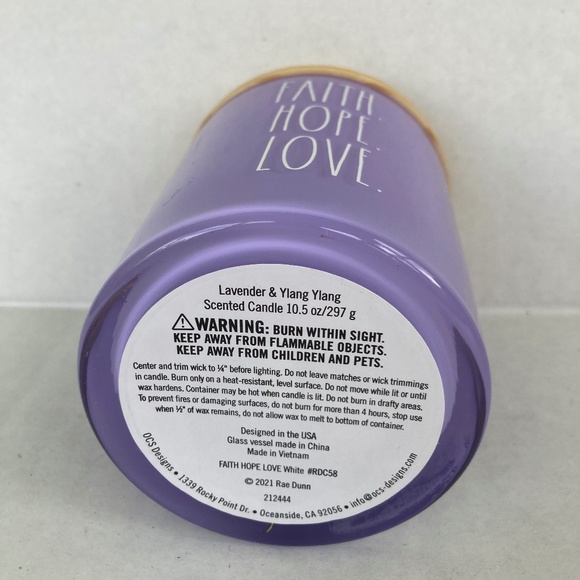 FAITH.
HOPE.
LOVE.
Lavender & Ylang Ylang
Scented Candle 10.5 oz/297 g
⚠WARNING: BURN WITHIN SIGHT.
KEEP AWAY FROM FLAMMABLE OBJECTS.
KEEP AWAY FROM CHILDREN AND PETS.
Center and trim wick to ¼" before lighting. Do not leave matches or wick trimmings
in candle. Burn only on a heat-resistant, level surface. Do not move while lit or until
wax hardens. Container may be hot when candle is lit. Do not burn in drafty areas.
To prevent fires or damaging surfaces, do not burn for more than 4 hours, stop use
when ½" of wax remains, do not allow wax to melt to bottom of container.
Designed in the USA
Glass vessel made in China
Made in Vietnam
FAITH HOPE LOVE White #RDC58
© 2021 Rae Dunn
212444
OCS Designs • 1339 Rocky Point Dr. • Oceanside, CA 92056 • info@ocs-designs.com